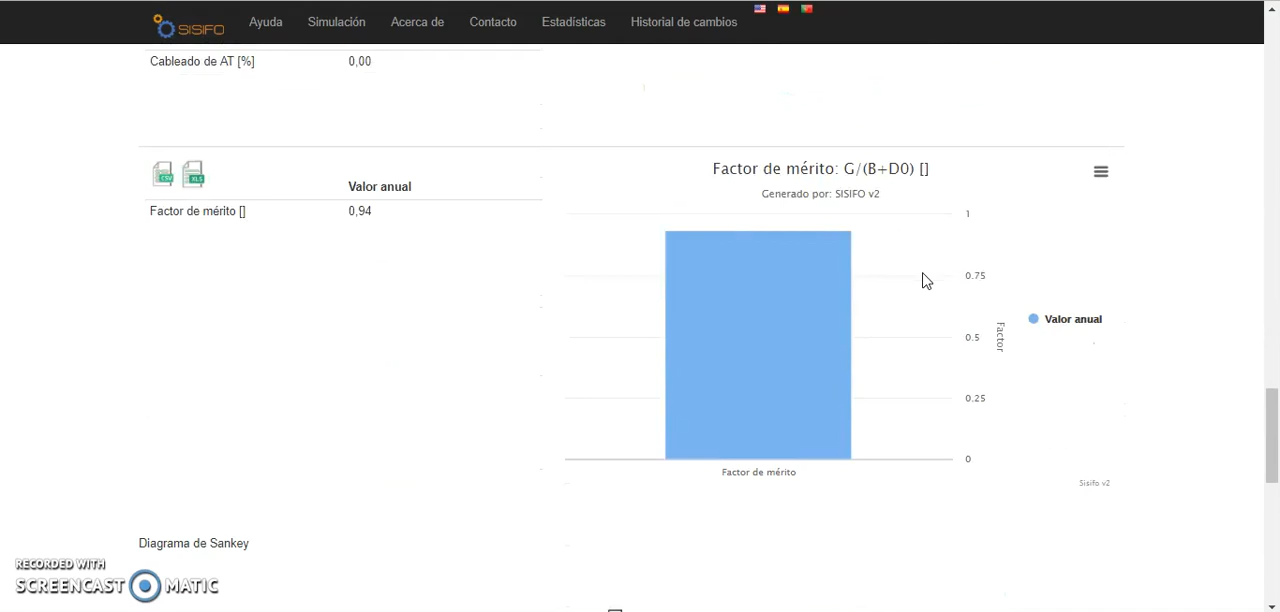 SISIFO Ayuda Simulación Acerca de Contacto Estadísticas Historial de cambios
Cableado de AT [%] 0,00
CSV XLS
Valor anual
Factor de mérito [] 0,94
Factor de mérito: G/(B+D0) []
Generado por: SISIFO v2
1
0.75
0.5
0.25
0
Factor
Valor anual
Factor de mérito
Sisifo v2
Diagrama de Sankey
RECORDED WITH
SCREENCAST MATIC